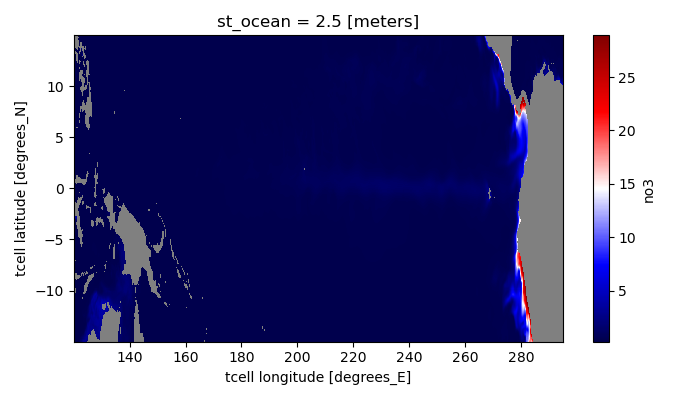 st_ocean = 2.5 [meters]
10
5
0
−5
−10
tcell latitude [degrees_N]
140 160 180 200 220 240 260 280
tcell longitude [degrees_E]
25
20
15
10
5
no3